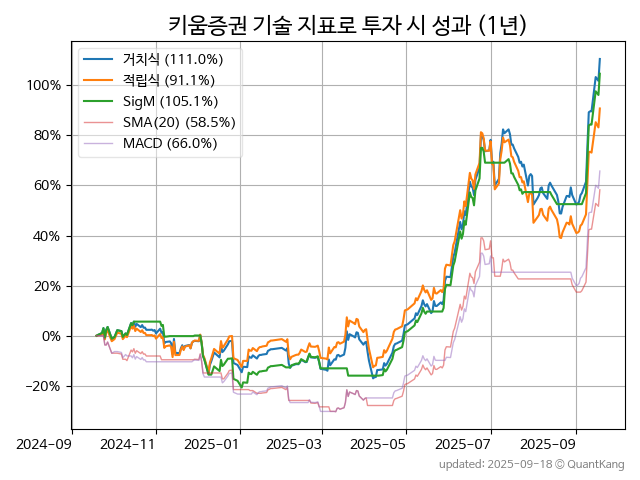 키움증권 기술 지표로 투자 시 성과 (1년)
거치식 (111.0%)
적립식 (91.1%)
SigM (105.1%)
SMA(20) (58.5%)
MACD (66.0%)
100%
80%
60%
40%
20%
0%
−20%
2024-09 2024-11 2025-01 2025-03 2025-05 2025-07 2025-09
updated: 2025-09-18 ⓒ QuantKang